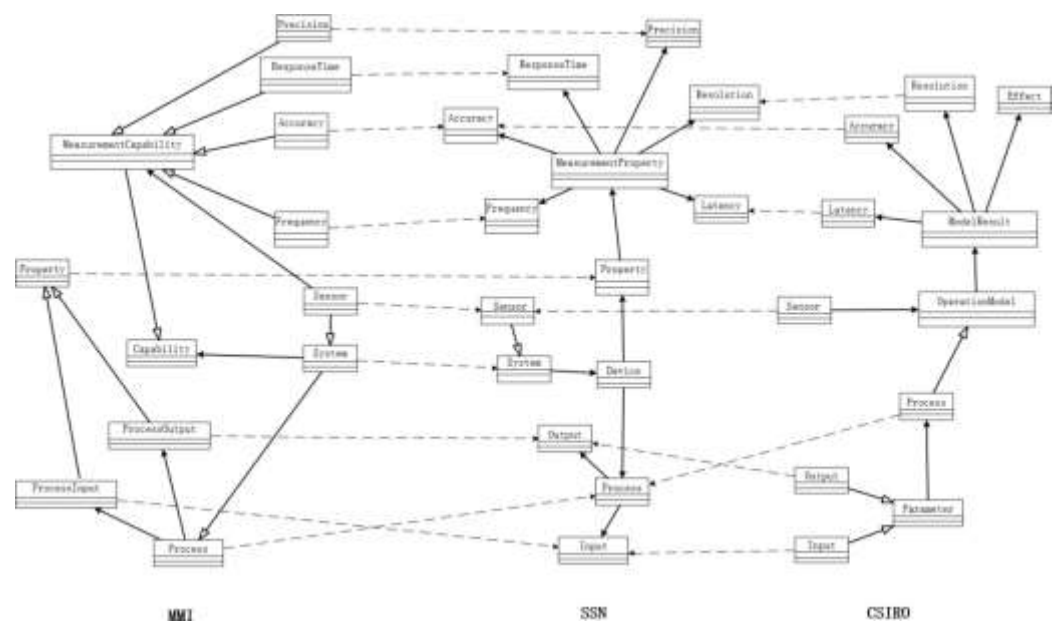 Precision
Precision
ResponseTime
ResponseTime
Resolution
Resolution
Effect
Accuracy
Accuracy
Accuracy
MeasurementCapability
MeasurementProperty
Frequency
Frequency
Latency
Latency
ModelResult
Property
Property
Sensor
Sensor
Sensor
OperationModel
Capability
System
System
Device
Process
ProcessOutput
Output
Output
ProcessInput
Process
Parameter
Process
Input
Input
MMI
SSN
CSIRO